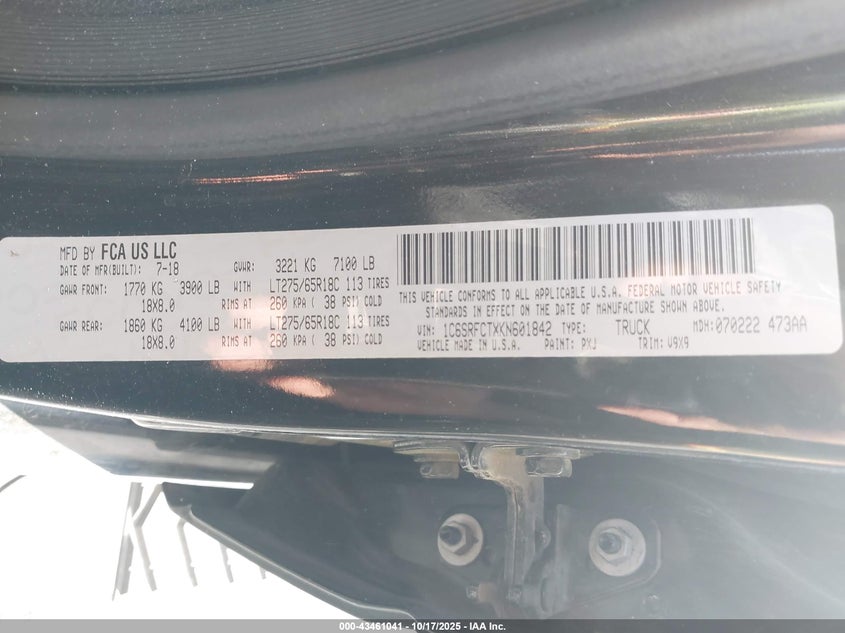 MFD BY FCA US LLC
DATE OF MFR(BUILT): 7-18 GVWR: 3221 KG 7100 LB
GAWR FRONT: 1770 KG 3900 LB WITH LT275/65R18C 113 TIRES
18X8.0 RIMS AT 260 KPA ( 38 PSI) COLD
GAWR REAR: 1860 KG 4100 LB WITH LT275/65R18C 113 TIRES
18X8.0 RIMS AT 260 KPA ( 38 PSI) COLD
THIS VEHICLE CONFORMS TO ALL APPLICABLE U.S.A. FEDERAL MOTOR VEHICLE SAFETY
STANDARDS IN EFFECT ON THE DATE OF MANUFACTURE SHOWN ABOVE.
VIN: 1C6SRFCTXKN601842 TYPE: TRUCK MDH: 070222 473AA
VEHICLE MADE IN U.S.A. PAINT: PXJ TRIM: V9X9
000-43461041 - 10/17/2025 - IAA Inc.